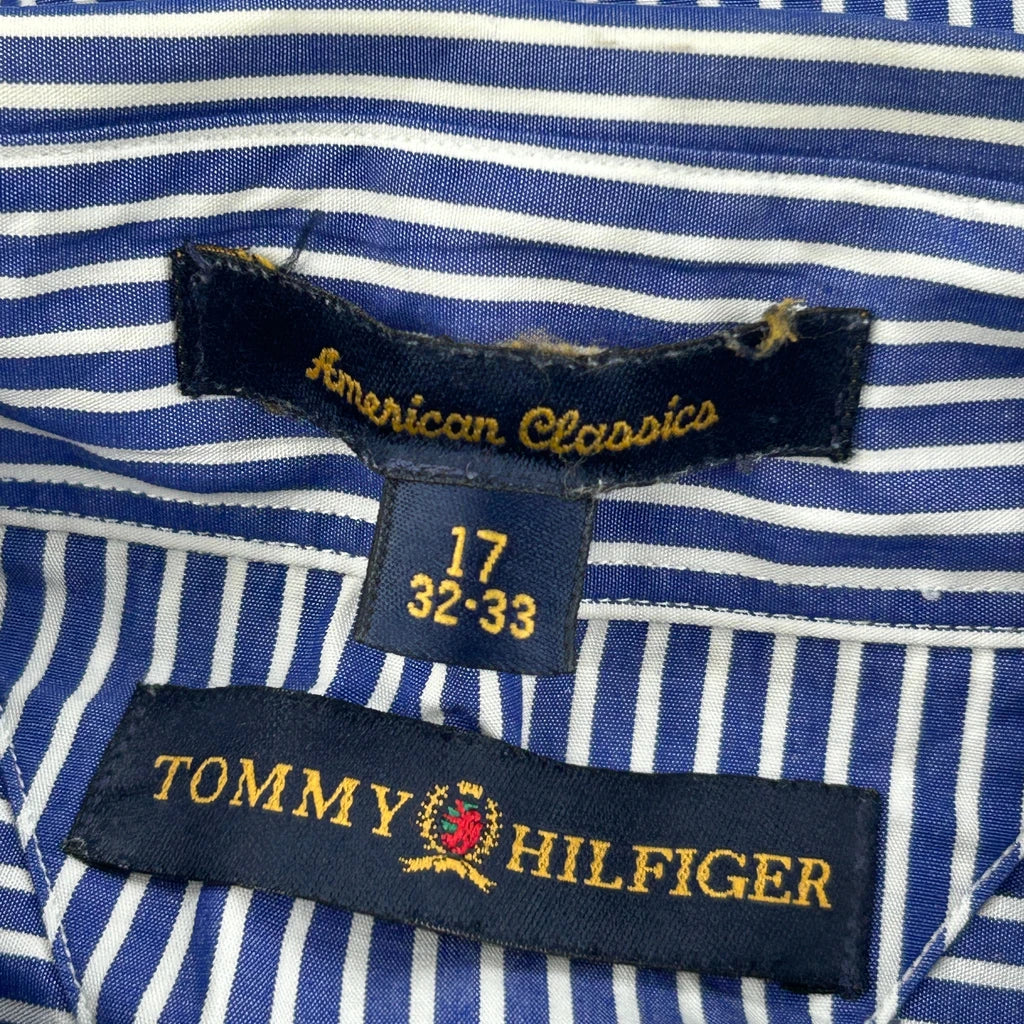 American Classics
17
32·33
TOMMY HILFIGER